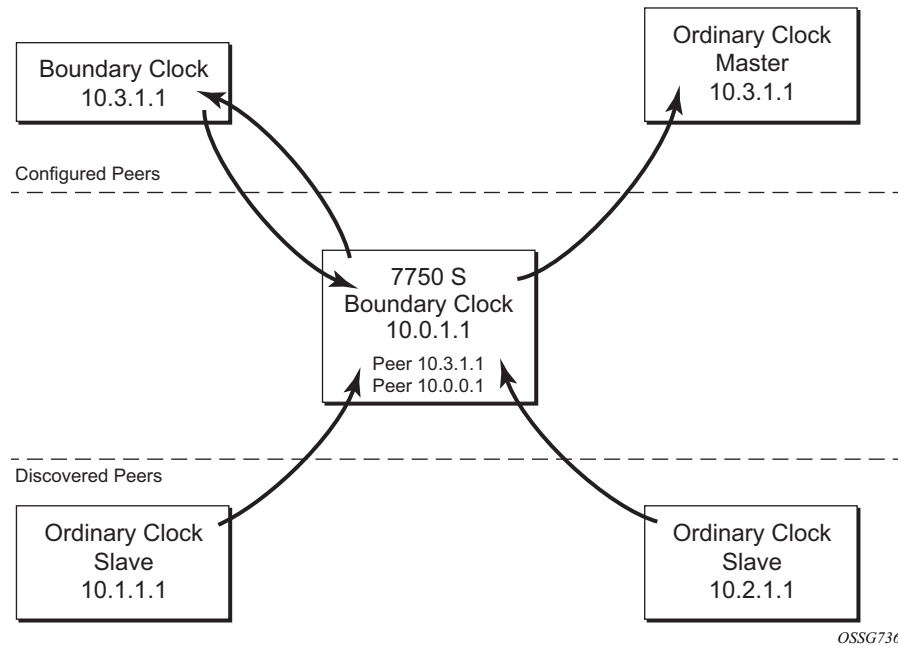 Boundary Clock
10.3.1.1
Ordinary Clock
Master
10.3.1.1
Configured Peers
7750 S
Boundary Clock
10.0.1.1
Peer 10.3.1.1
Peer 10.0.0.1
Discovered Peers
Ordinary Clock
Slave
10.1.1.1
Ordinary Clock
Slave
10.2.1.1
OSSG736